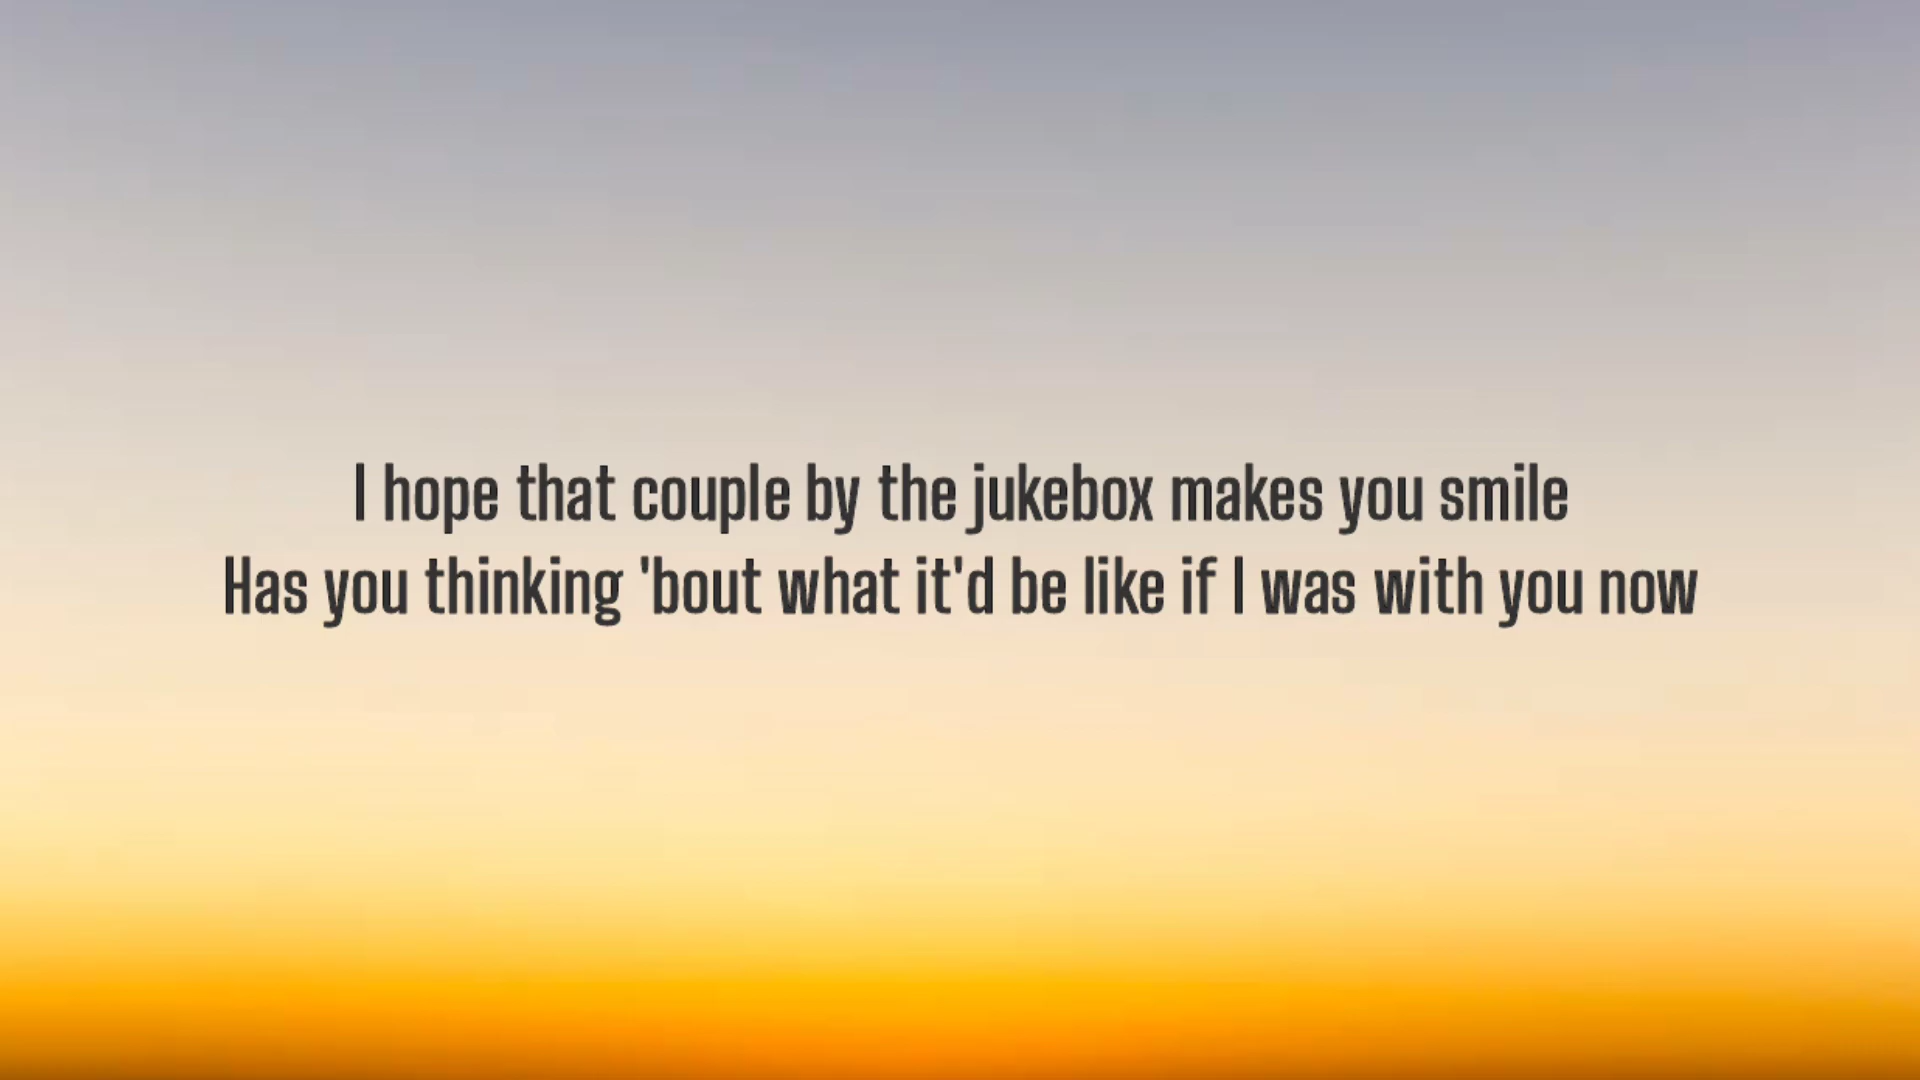 I hope that couple by the jukebox makes you smile
Has you thinking 'bout what it'd be like if I was with you now